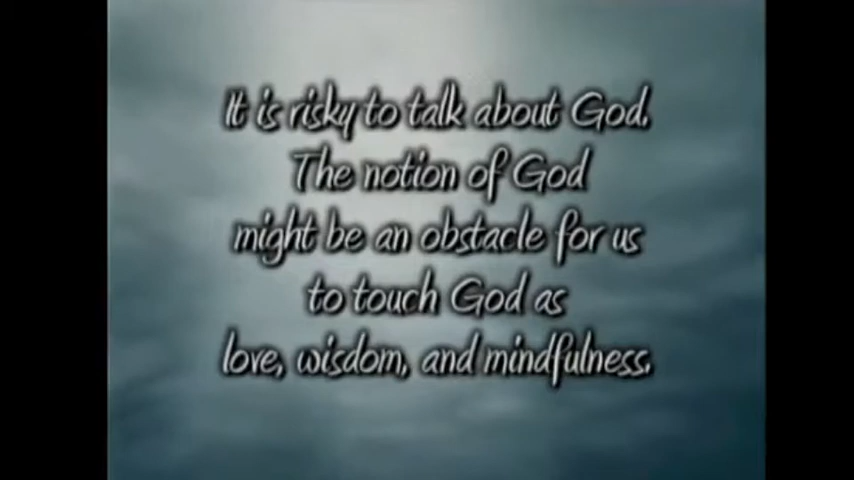 It is risky to talk about God.
The notion of God
might be an obstacle for us
to touch God as
love, wisdom, and mindfulness.